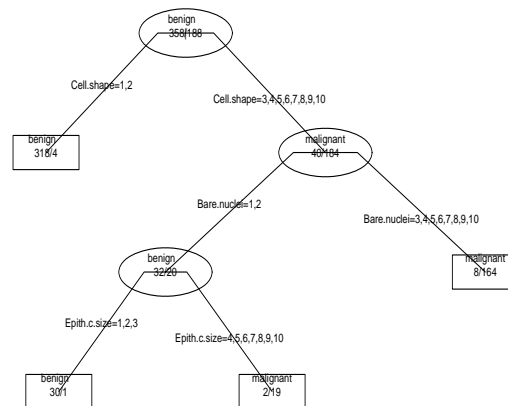 benign
358/188
Cell.shape=1,2
Cell.shape=3,4,5,6,7,8,9,10
benign
318/4
malignant
40/184
Bare.nuclei=1,2
Bare.nuclei=3,4,5,6,7,8,9,10
benign
32/20
malignant
8/164
Epith.c.size=1,2,3
Epith.c.size=4,5,6,7,8,9,10
benign
30/1
malignant
2/19